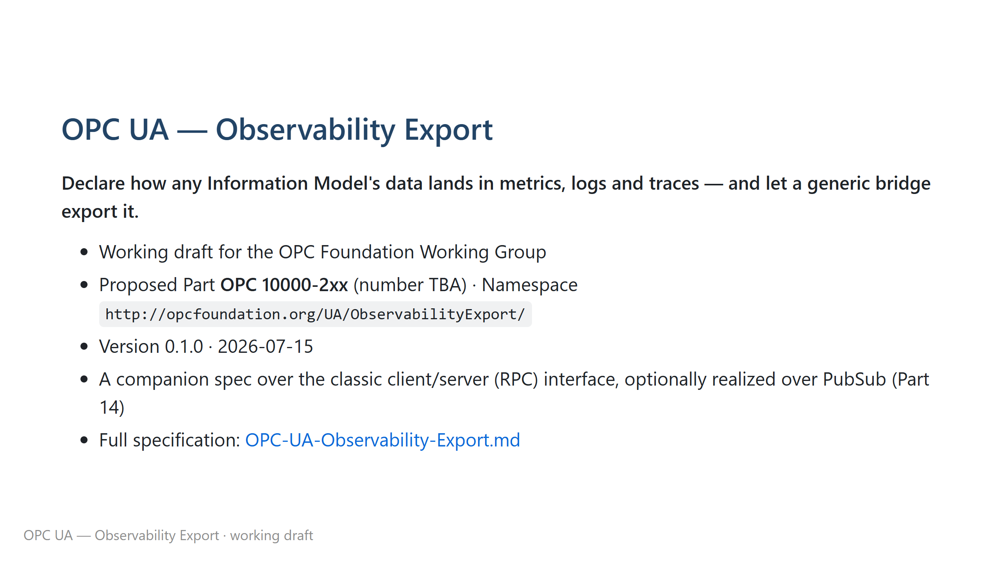 OPC UA — Observability Export
Declare how any Information Model's data lands in metrics, logs and traces — and let a generic bridge
export it.
Working draft for the OPC Foundation Working Group
Proposed Part OPC 10000-2xx (number TBA) · Namespace
http://opcfoundation.org/UA/ObservabilityExport/
Version 0.1.0 · 2026-07-15
A companion spec over the classic client/server (RPC) interface, optionally realized over PubSub (Part
14)
Full specification: OPC-UA-Observability-Export.md
OPC UA — Observability Export · working draft